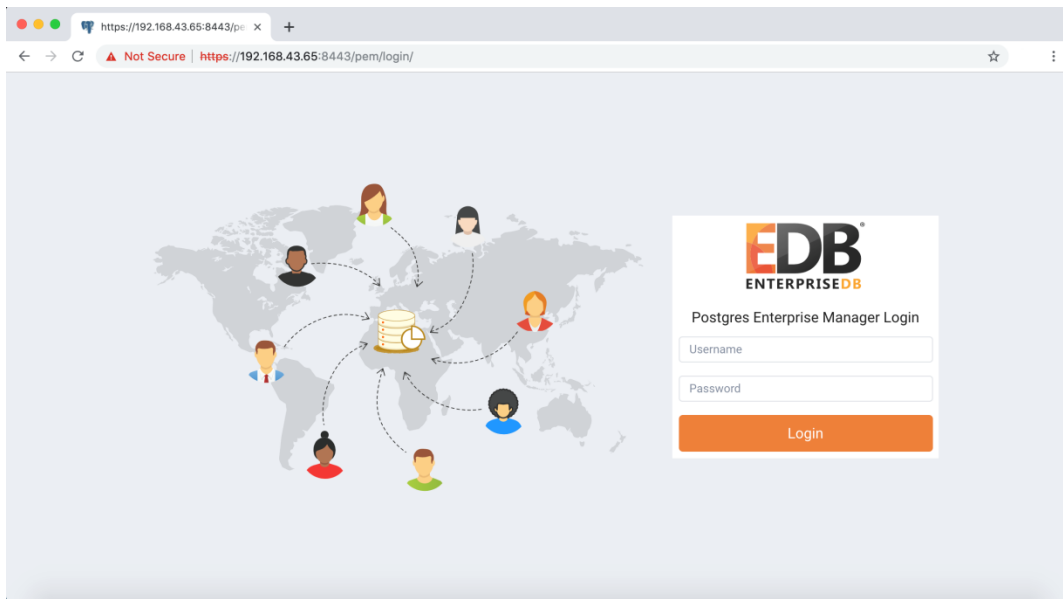 https://192.168.43.65:8443/pe
Not Secure | https://192.168.43.65:8443/pem/login/
EDB®
ENTERPRISEDB
Postgres Enterprise Manager Login
Username
Password
Login